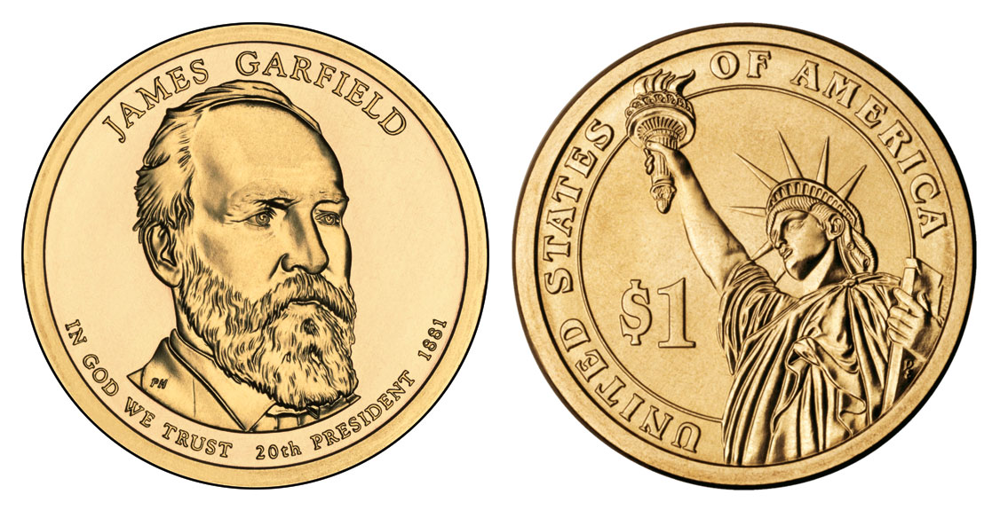 JAMES GARFIELD
IN GOD WE TRUST 20th PRESIDENT 1881
PH
UNITED STATES OF AMERICA
$1